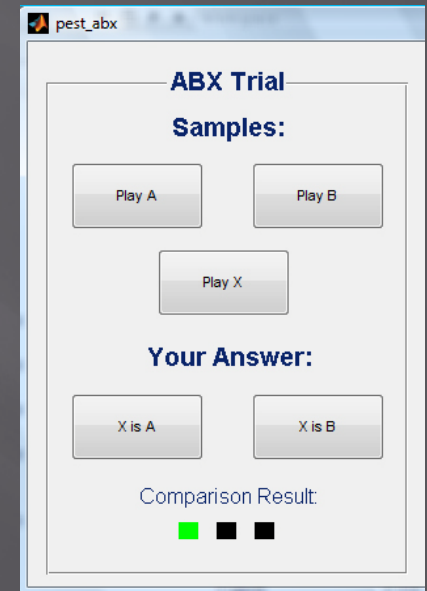 pest_abx
ABX Trial
Samples:
Play A Play B
Play X
Your Answer:
X is A X is B
Comparison Result: